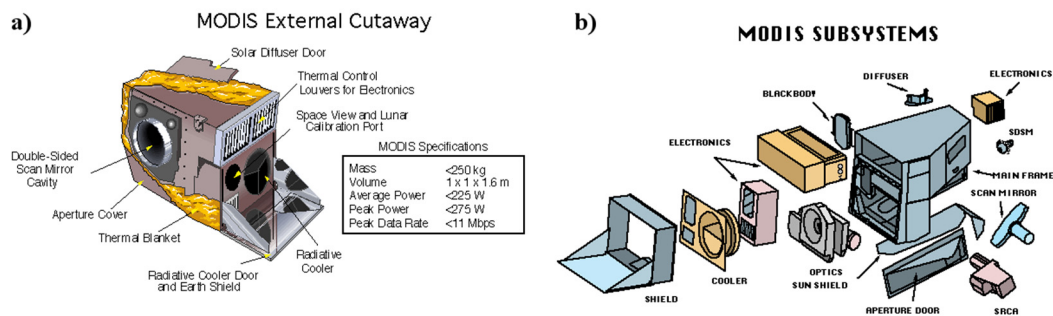 a)
MODIS External Cutaway
Solar Diffuser Door
Thermal Control
Louvers for Electronics
Space View and Lunar
Calibration Port
Double-Sided
Scan Mirror
Cavity
Aperture Cover
Thermal Blanket
Radiative Cooler Door
and Earth Shield
Radiative
Cooler
MODIS Specifications
Mass <250 kg
Volume 1 x 1 x 1.6 m
Average Power <225 W
Peak Power <275 W
Peak Data Rate <11 Mbps
b)
MODIS SUBSYSTEMS
DIFFUSER
ELECTRONICS
BLACKBODY
SDSM
ELECTRONICS
MAIN FRAME
SCAN MIRROR
SHIELD
COOLER
OPTICS
SUN SHIELD
APERTURE DOOR
SRCA